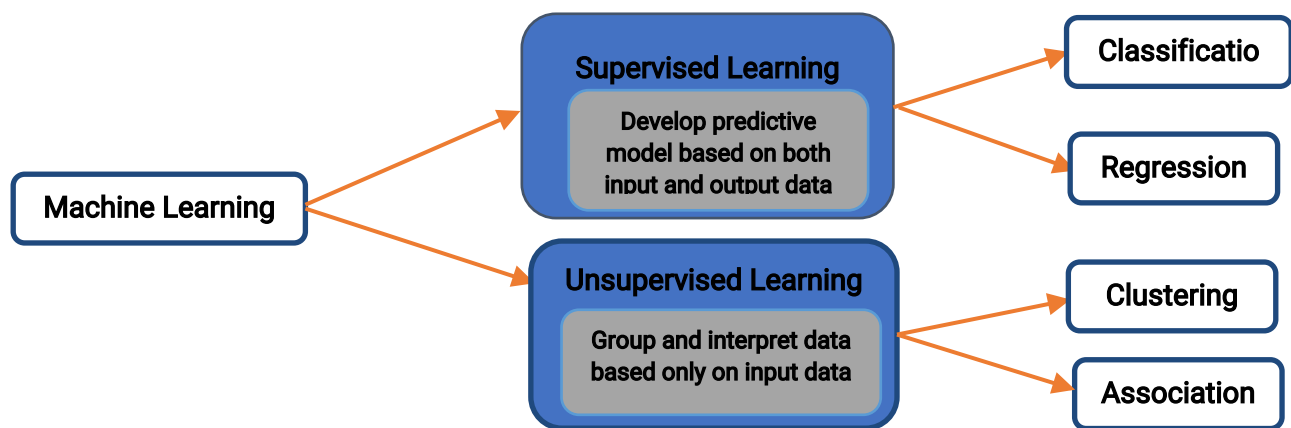 Machine Learning
Supervised Learning
Develop predictive
model based on both
input and output data
Unsupervised Learning
Group and interpret data
based only on input data
Classificatio
Regression
Clustering
Association